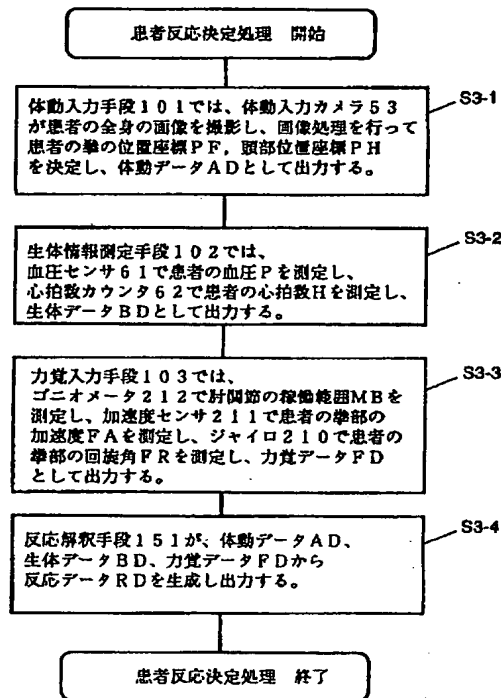 患者反応決定処理 開始
S3-1
体動入力手段101では、体動入力カメラ53
が患者の全身の画像を撮影し、画像処理を行って
患者の拳の位置座標PF,頭部位置座標PH
を決定し、体動データADとして出力する。
S3-2
生体情報測定手段102では、
血圧センサ61で患者の血圧Pを測定し、
心拍数カウンタ62で患者の心拍数Hを測定し、
生体データBDとして出力する。
S3-3
力覚入力手段103では、
ゴニオメータ212で肘関節の稼働範囲MBを
測定し、加速度センサ211で患者の拳部の
加速度FAを測定し、ジャイロ210で患者の
拳部の回旋角FRを測定し、力覚データFD
として出力する。
S3-4
反応解釈手段151が、体動データAD、
生体データBD、力覚データFDから
反応データRDを生成し出力する。
患者反応決定処理 終了